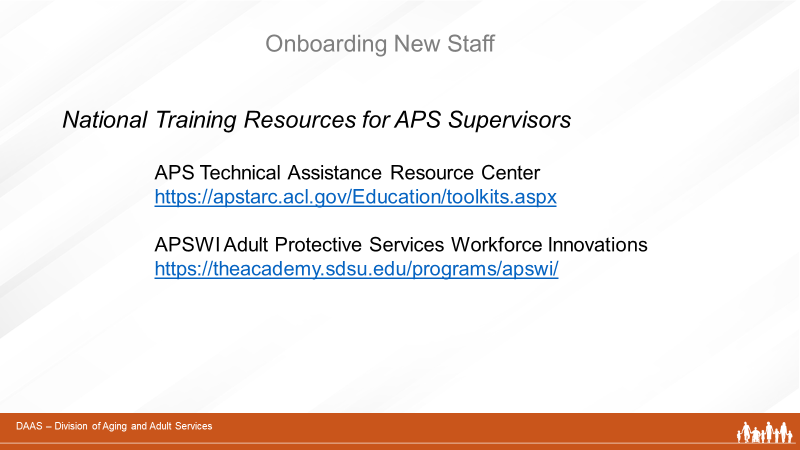 Onboarding New Staff
National Training Resources for APS Supervisors
APS Technical Assistance Resource Center
https://apstarc.acl.gov/Education/toolkits.aspx
APSWI Adult Protective Services Workforce Innovations
https://theacademy.sdsu.edu/programs/apswi/
DAAS – Division of Aging and Adult Services